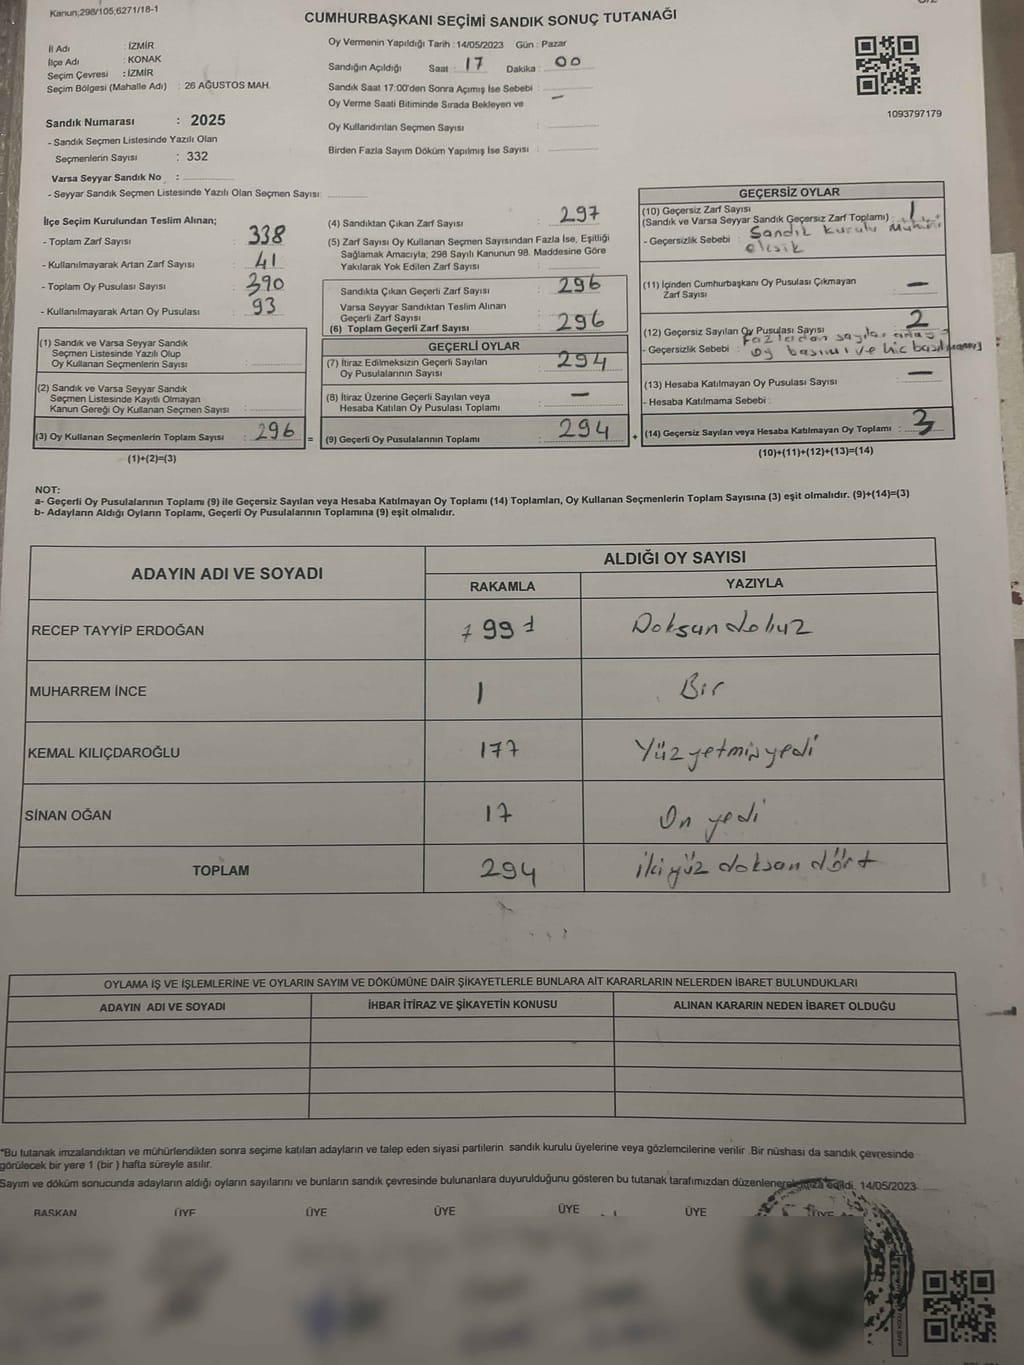 Kanun;298/105;6271/18-1
CUMHURBAŞKANI SEÇİMİ SANDIK SONUÇ TUTANAĞI
İl Adı : İZMİR
İlçe Adı : KONAK
Seçim Çevresi : İZMİR
Seçim Bölgesi (Mahalle Adı) : 26 AĞUSTOS MAH.
Sandık Numarası : 2025
- Sandık Seçmen Listesinde Yazılı Olan
Seçmenlerin Sayısı : 332
Varsa Seyyar Sandık No :
- Seyyar Sandık Seçmen Listesinde Yazılı Olan Seçmen Sayısı:
Oy Vermenin Yapıldığı Tarih : 14/05/2023 Gün : Pazar
Sandığın Açıldığı Saat : 17 Dakika : 00
Sandık Saat 17:00'den Sonra Açımış İse Sebebi :
Oy Verme Saati Bitiminde Sırada Bekleyen ve —
Oy Kullandırılan Seçmen Sayısı :
Birden Fazla Sayım Döküm Yapılmış İse Sayısı :
1093797179
İlçe Seçim Kurulundan Teslim Alınan;
- Toplam Zarf Sayısı : 338
- Kullanılmayarak Artan Zarf Sayısı : 41
- Toplam Oy Pusulası Sayısı : 390
- Kullanılmayarak Artan Oy Pusulası : 93
(1) Sandık ve Varsa Seyyar Sandık
Seçmen Listesinde Yazılı Olup
Oy Kullanan Seçmenlerin Sayısı :
(2) Sandık ve Varsa Seyyar Sandık
Seçmen Listesinde Kayıtlı Olmayan
Kanun Gereği Oy Kullanan Seçmen Sayısı :
(3) Oy Kullanan Seçmenlerin Toplam Sayısı : 296 =
(1)+(2)=(3)
(4) Sandıktan Çıkan Zarf Sayısı : 297
(5) Zarf Sayısı Oy Kullanan Seçmen Sayısından Fazla İse, Eşitliği
Sağlamak Amacıyla; 298 Sayılı Kanunun 98. Maddesine Göre
Yakılarak Yok Edilen Zarf Sayısı :
Sandıkta Çıkan Geçerli Zarf Sayısı : 296
Varsa Seyyar Sandıktan Teslim Alınan
Geçerli Zarf Sayısı :
(6) Toplam Geçerli Zarf Sayısı : 296
GEÇERLİ OYLAR
(7) İtiraz Edilmeksizin Geçerli Sayılan
Oy Pusulalarının Sayısı : 294
(8) İtiraz Üzerine Geçerli Sayılan veya
Hesaba Katılan Oy Pusulası Toplamı : —
(9) Geçerli Oy Pusulalarının Toplamı : 294 +
GEÇERSİZ OYLAR
(10) Geçersiz Zarf Sayısı
(Sandık ve Varsa Seyyar Sandık Geçersiz Zarf Toplamı) : 1
- Geçersizlik Sebebi : Sandık kurulu mührü
eksik
(11) İçinden Cumhurbaşkanı Oy Pusulası Çıkmayan
Zarf Sayısı : —
(12) Geçersiz Sayılan Oy Pusulası Sayısı : 2
- Geçersizlik Sebebi : Fazladan
oy basımı ve hiç basılmamış
(13) Hesaba Katılmayan Oy Pusulası Sayısı : —
- Hesaba Katılmama Sebebi :
(14) Geçersiz Sayılan veya Hesaba Katılmayan Oy Toplamı : 3
(10)+(11)+(12)+(13)=(14)
NOT:
a- Geçerli Oy Pusulalarının Toplamı (9) ile Geçersiz Sayılan veya Hesaba Katılmayan Oy Toplamı (14) Toplamları, Oy Kullanan Seçmenlerin Toplam Sayısına (3) eşit olmalıdır. (9)+(14)=(3)
b- Adayların Aldığı Oyların Toplamı, Geçerli Oy Pusulalarının Toplamına (9) eşit olmalıdır.
ADAYIN ADI VE SOYADI
ALDIĞI OY SAYISI
RAKAMLA YAZIYLA
RECEP TAYYİP ERDOĞAN 99 Doksan dokuz
MUHARREM İNCE 1 Bir
KEMAL KILIÇDAROĞLU 177 Yüz yetmiş yedi
SİNAN OĞAN 17 On yedi
TOPLAM 294 İki yüz doksan dört
OYLAMA İŞ VE İŞLEMLERİNE VE OYLARIN SAYIM VE DÖKÜMÜNE DAİR ŞİKAYETLERLE BUNLARA AİT KARARLARIN NELERDEN İBARET BULUNDUKLARI
ADAYIN ADI VE SOYADI İHBAR İTİRAZ VE ŞİKAYETİN KONUSU ALINAN KARARIN NEDEN İBARET OLDUĞU
*Bu tutanak imzalandıktan ve mühürlendikten sonra seçime katılan adayların ve talep eden siyasi partilerin sandık kurulu üyelerine veya gözlemcilerine verilir .Bir nüshası da sandık çevresinde
görülecek bir yere 1 (bir ) hafta süreyle asılır.
Sayım ve döküm sonucunda adayların aldığı oyların sayılarını ve bunların sandık çevresinde bulunanlara duyurulduğunu gösteren bu tutanak tarafımızdan düzenlenerek imza edildi. 14/05/2023
BAŞKAN ÜYE ÜYE ÜYE ÜYE ÜYE ÜYE